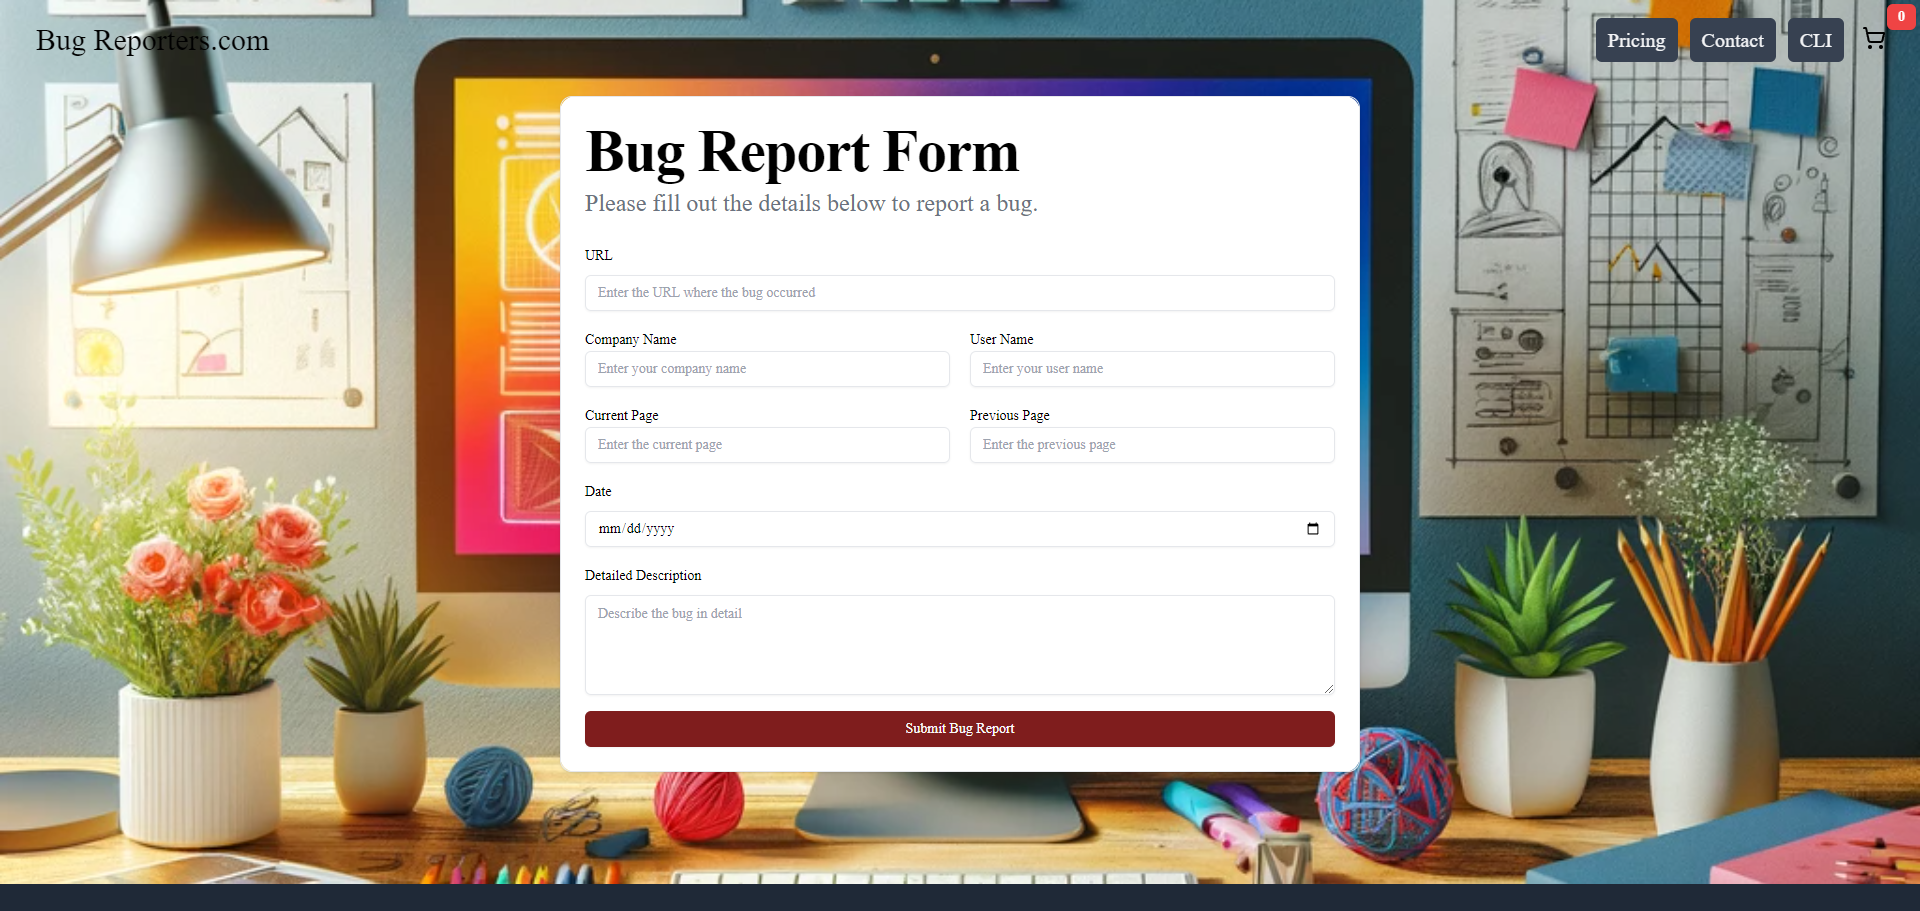 Bug Reporters.com
Pricing
Contact
CLI
0
Bug Report Form
Please fill out the details below to report a bug.
URL
Enter the URL where the bug occurred
Company Name
User Name
Enter your company name
Enter your user name
Current Page
Previous Page
Enter the current page
Enter the previous page
Date
mm/dd/yyyy
Detailed Description
Describe the bug in detail
Submit Bug Report